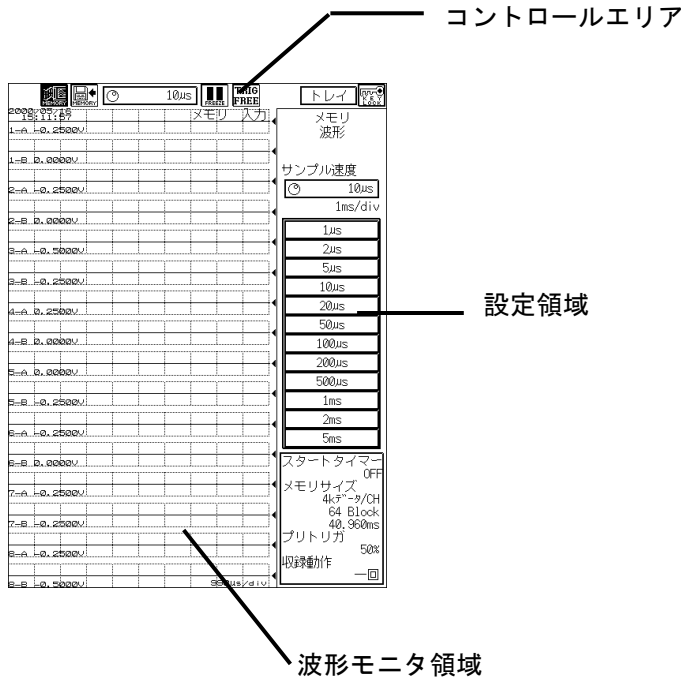 コントロールエリア
MEMORY MEMORY 10μs FREEZE TRIG FREE トレイ KEY LOCK
2000/05/16 メモリ 入力
15:11:57
1-A -0.2500V
1-B 0.0000V
2-A -0.2500V
2-B 0.0000V
3-A -0.5000V
3-B -0.2500V
4-A 0.2500V
4-B 0.0000V
5-A 0.0000V
5-B -0.2500V
6-A -0.2500V
6-B 0.0000V
7-A -0.2500V
7-B -0.2500V
8-A -0.2500V
8-B -0.5000V
メモリ
波形
サンプル速度
10μs
1ms/div
1μs
2μs
5μs
10μs
20μs
50μs
100μs
200μs
500μs
1ms
2ms
5ms
スタートタイマー
OFF
メモリサイズ
4kデータ/CH
64 Block
40.960ms
プリトリガ
50%
収録動作
一回
設定領域
波形モニタ領域